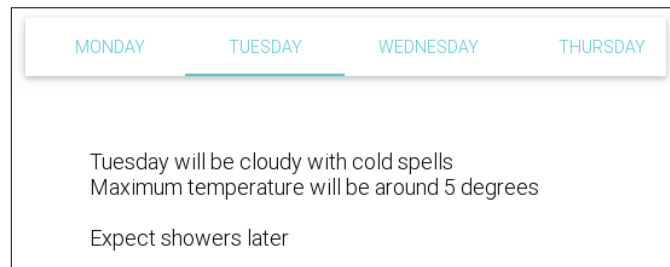 MONDAY TUESDAY WEDNESDAY THURSDAY
Tuesday will be cloudy with cold spells
Maximum temperature will be around 5 degrees
Expect showers later